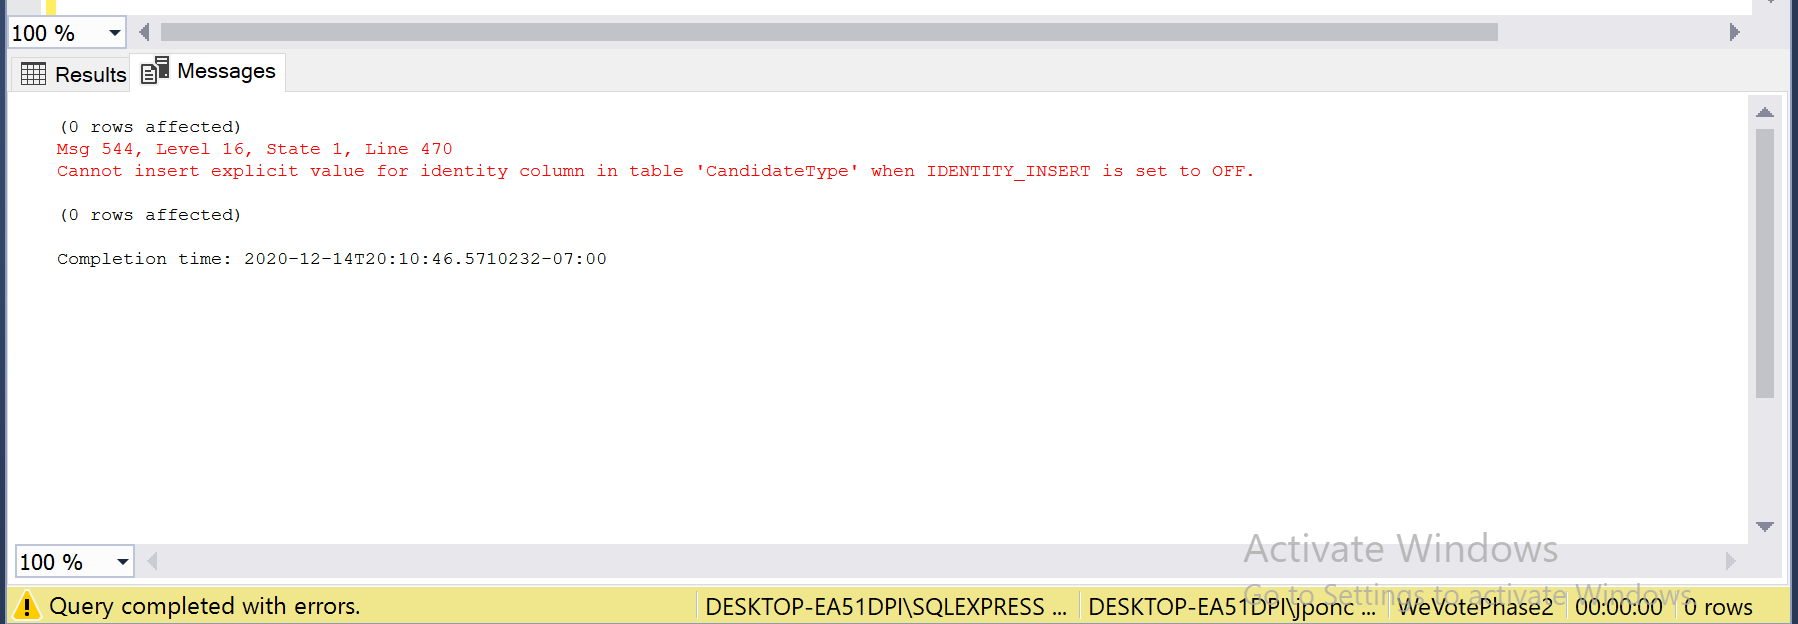 100 %
Results Messages
(0 rows affected)
Msg 544, Level 16, State 1, Line 470
Cannot insert explicit value for identity column in table 'CandidateType' when IDENTITY_INSERT is set to OFF.
(0 rows affected)
Completion time: 2020-12-14T20:10:46.5710232-07:00
Activate Windows
100 %
Go to Settings to activate Windows.
Query completed with errors. DESKTOP-EA51DPI\SQLEXPRESS ... DESKTOP-EA51DPI\jponc ... WeVotePhase2 00:00:00 0 rows